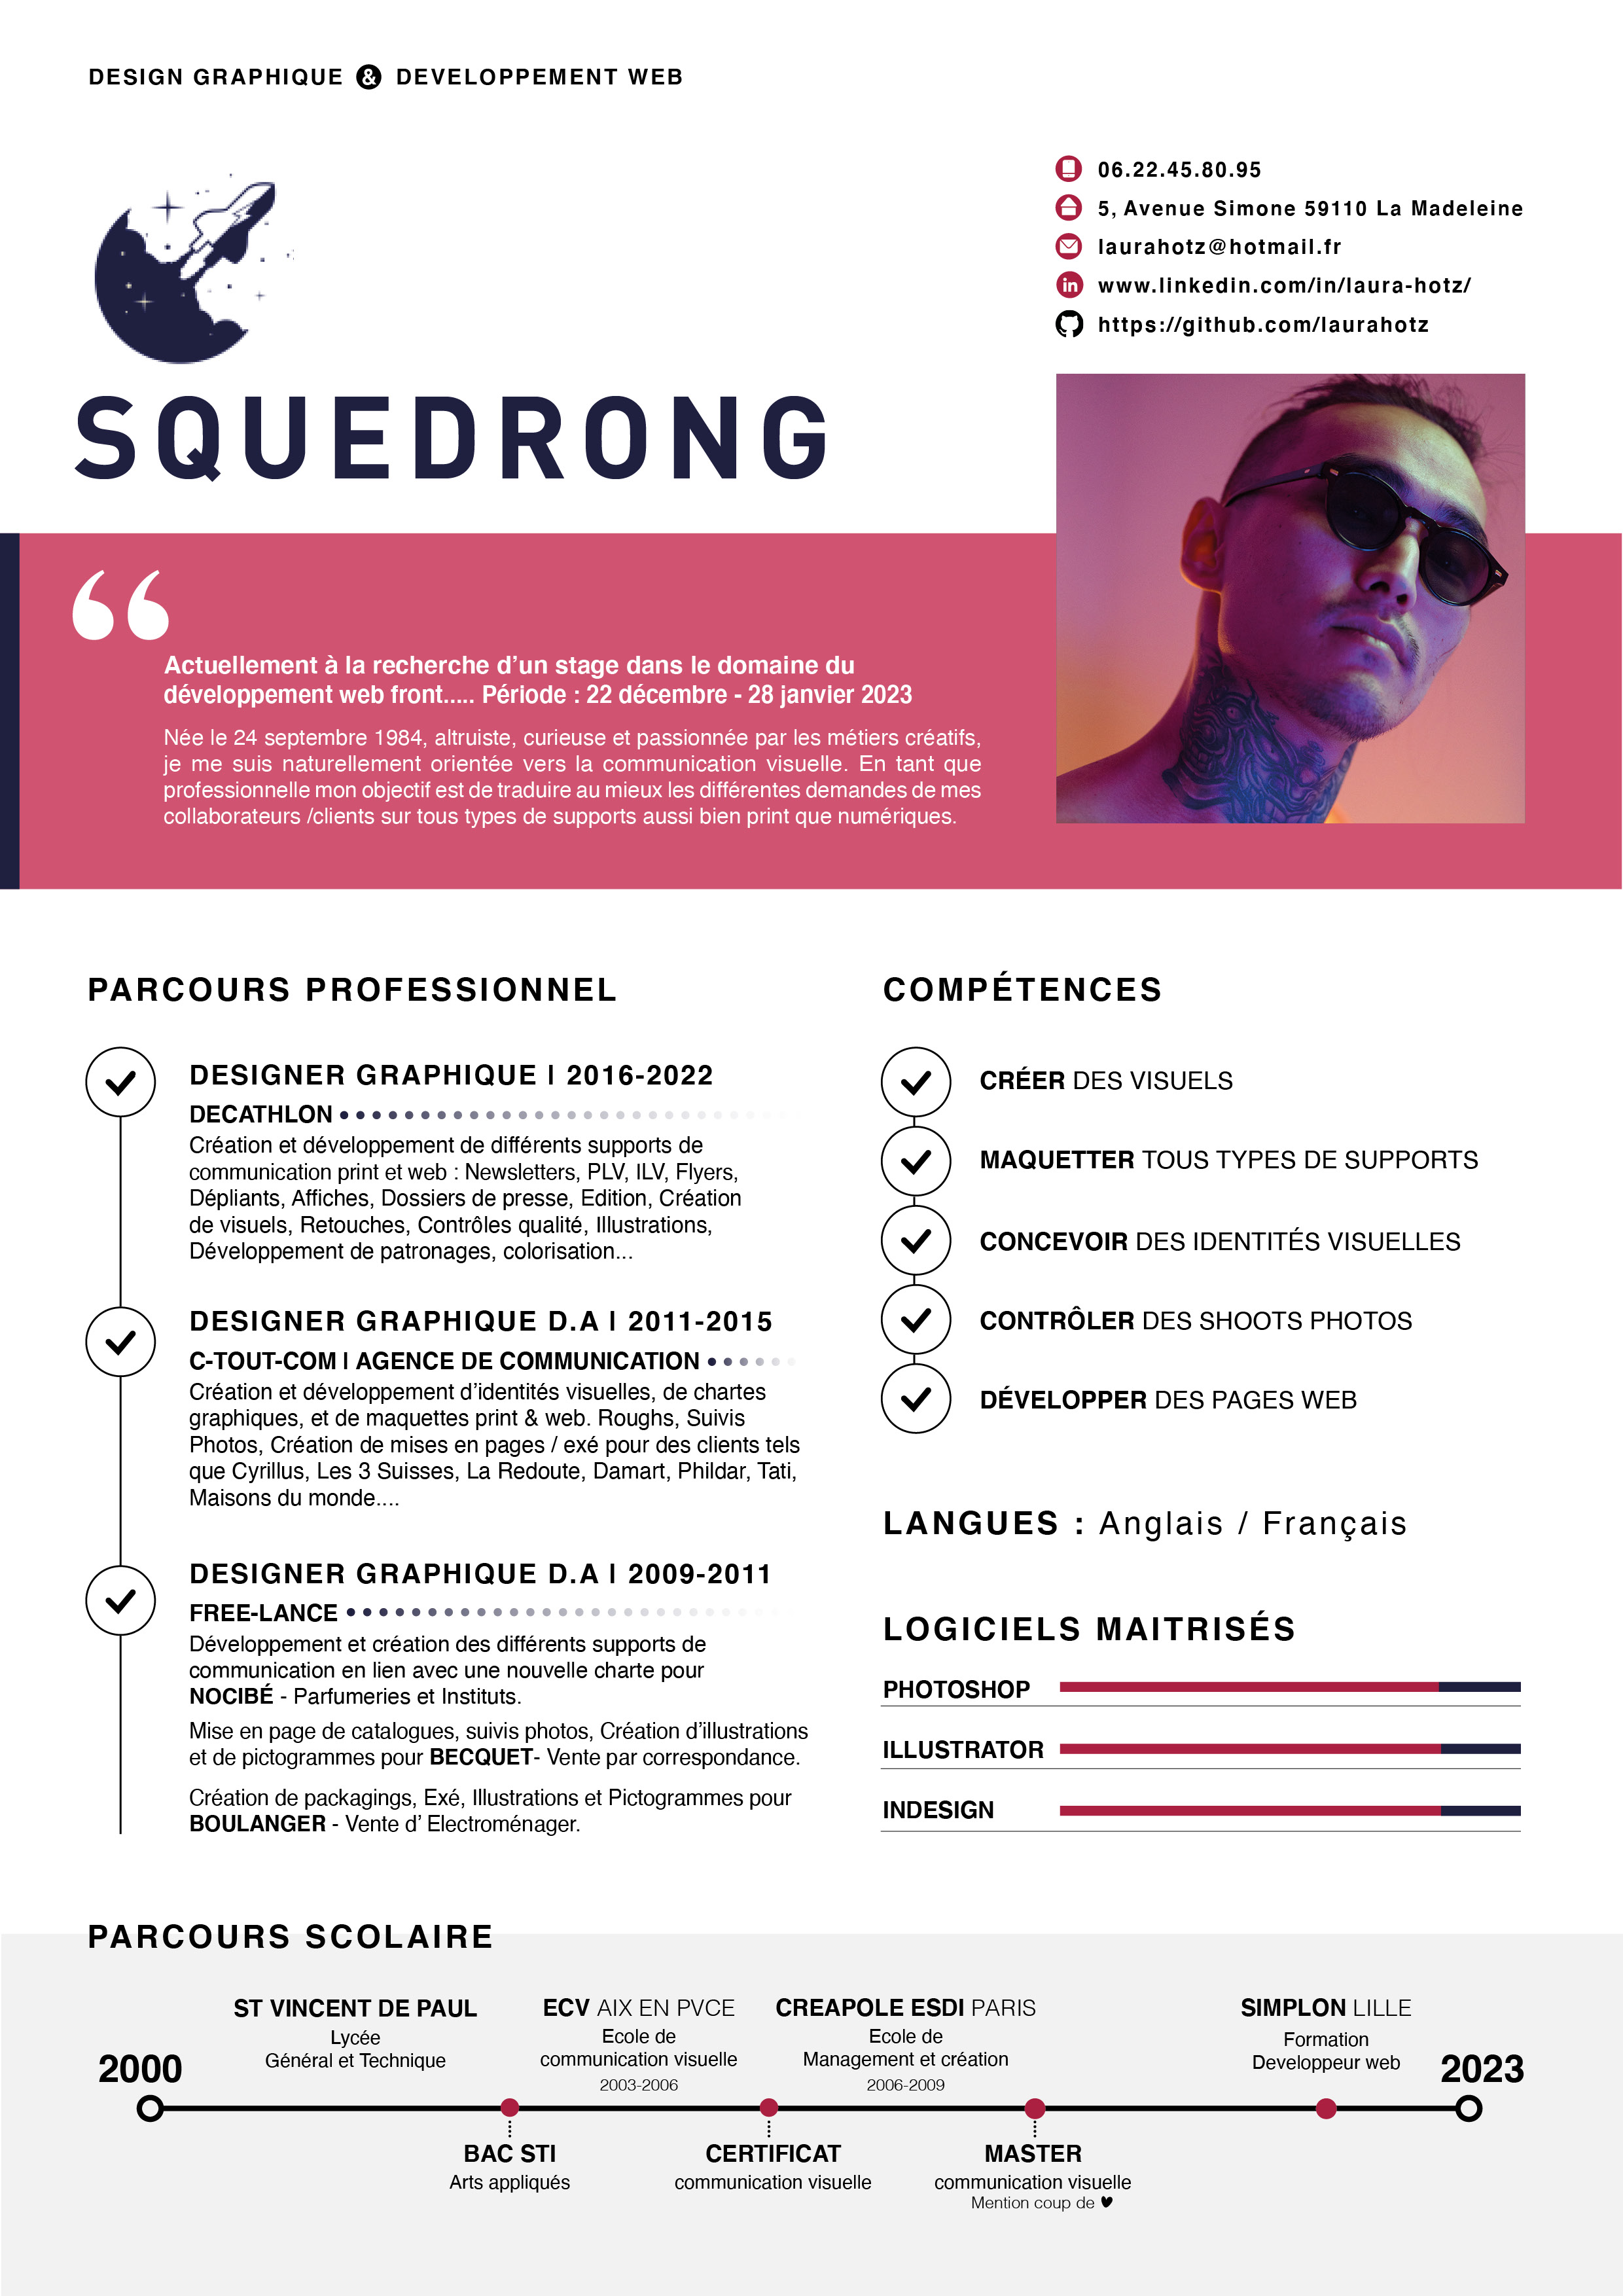 DESIGN GRAPHIQUE & DEVELOPPEMENT WEB
06.22.45.80.95
5, Avenue Simone 59110 La Madeleine
laurahotz@hotmail.fr
in www.linkedin.com/in/laura-hotz/
https://github.com/laurahotz
SQUEDRONG
“
Actuellement à la recherche d’un stage dans le domaine du
développement web front..... Période : 22 décembre - 28 janvier 2023
Née le 24 septembre 1984, altruiste, curieuse et passionnée par les métiers créatifs,
je me suis naturellement orientée vers la communication visuelle. En tant que
professionnelle mon objectif est de traduire au mieux les différentes demandes de mes
collaborateurs /clients sur tous types de supports aussi bien print que numériques.
PARCOURS PROFESSIONNEL
DESIGNER GRAPHIQUE | 2016-2022
DECATHLON
Création et développement de différents supports de
communication print et web : Newsletters, PLV, ILV, Flyers,
Dépliants, Affiches, Dossiers de presse, Edition, Création
de visuels, Retouches, Contrôles qualité, Illustrations,
Développement de patronages, colorisation...
DESIGNER GRAPHIQUE D.A | 2011-2015
C-TOUT-COM | AGENCE DE COMMUNICATION
Création et développement d’identités visuelles, de chartes
graphiques, et de maquettes print & web. Roughs, Suivis
Photos, Création de mises en pages / exé pour des clients tels
que Cyrillus, Les 3 Suisses, La Redoute, Damart, Phildar, Tati,
Maisons du monde....
DESIGNER GRAPHIQUE D.A | 2009-2011
FREE-LANCE
Développement et création des différents supports de
communication en lien avec une nouvelle charte pour
NOCIBÉ - Parfumeries et Instituts.
Mise en page de catalogues, suivis photos, Création d’illustrations
et de pictogrammes pour BECQUET- Vente par correspondance.
Création de packagings, Exé, Illustrations et Pictogrammes pour
BOULANGER - Vente d’ Electroménager.
COMPÉTENCES
CRÉER DES VISUELS
MAQUETTER TOUS TYPES DE SUPPORTS
CONCEVOIR DES IDENTITÉS VISUELLES
CONTRÔLER DES SHOOTS PHOTOS
DÉVELOPPER DES PAGES WEB
LANGUES : Anglais / Français
LOGICIELS MAITRISÉS
PHOTOSHOP
ILLUSTRATOR
INDESIGN
PARCOURS SCOLAIRE
2000
ST VINCENT DE PAUL
Lycée
Général et Technique
BAC STI
Arts appliqués
ECV AIX EN PVCE
Ecole de
communication visuelle
2003-2006
CERTIFICAT
communication visuelle
CREAPOLE ESDI PARIS
Ecole de
Management et création
2006-2009
MASTER
communication visuelle
Mention coup de ♥
SIMPLON LILLE
Formation
Developpeur web
2023